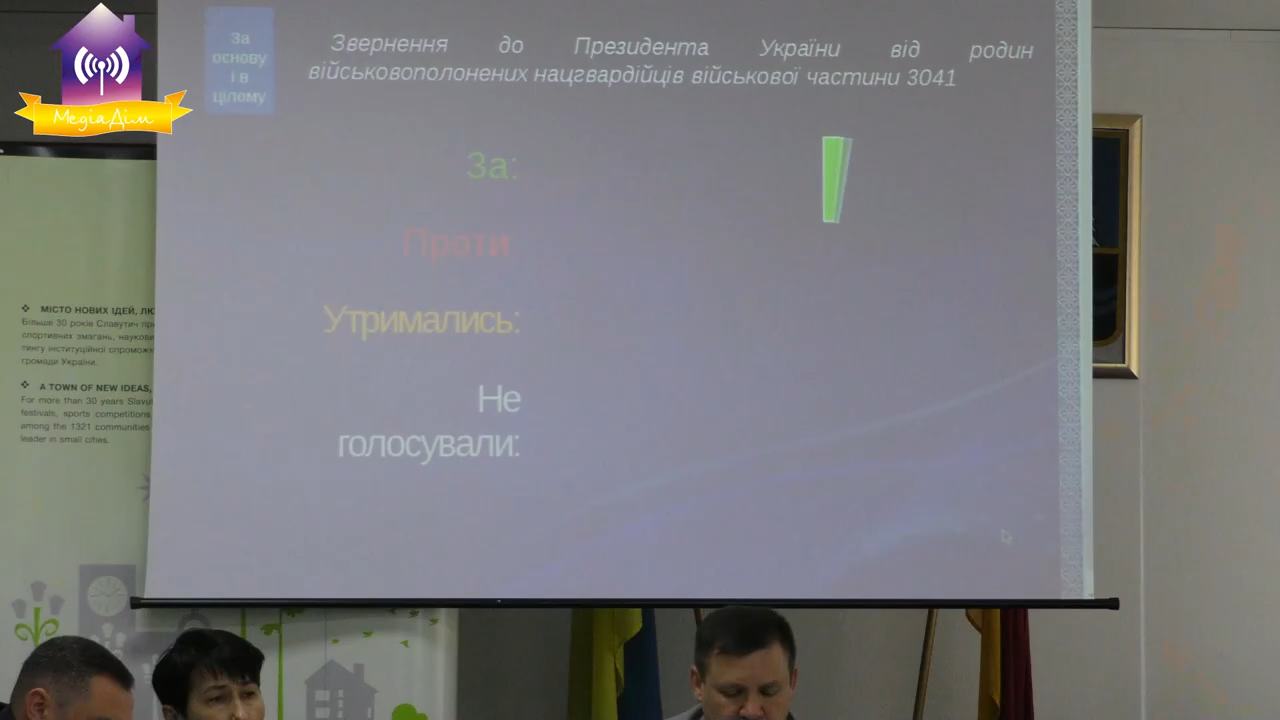 МедіаДім
За
основу
і в
цілому
Звернення до Президента України від родин
військовополонених нацгвардійців військової частини 3041
За:
Проти
Утримались:
Не
голосували:
МІСТО НОВИХ ІДЕЙ,
Більше 30 років Славутич
спортивних змагань,
тингу інституційної
громади України.
A TOWN OF NEW IDEAS,
For more than 30 years
festivals, sports competitions
among the 1321 communities
leader in small cities.